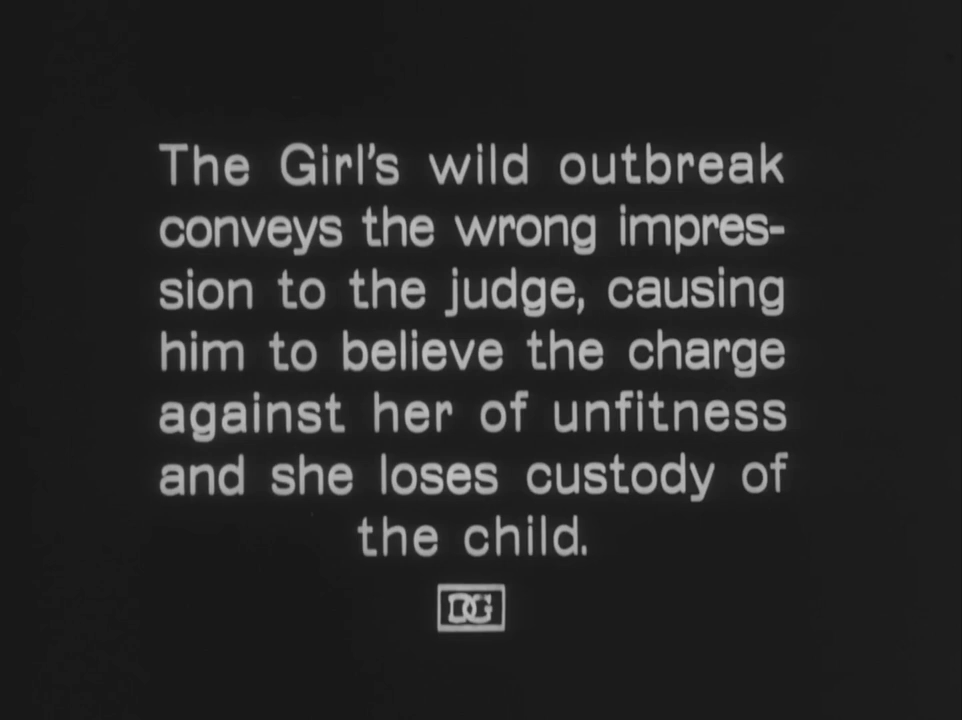 The Girl's wild outbreak
conveys the wrong impres-
sion to the judge, causing
him to believe the charge
against her of unfitness
and she loses custody of
the child.
DG